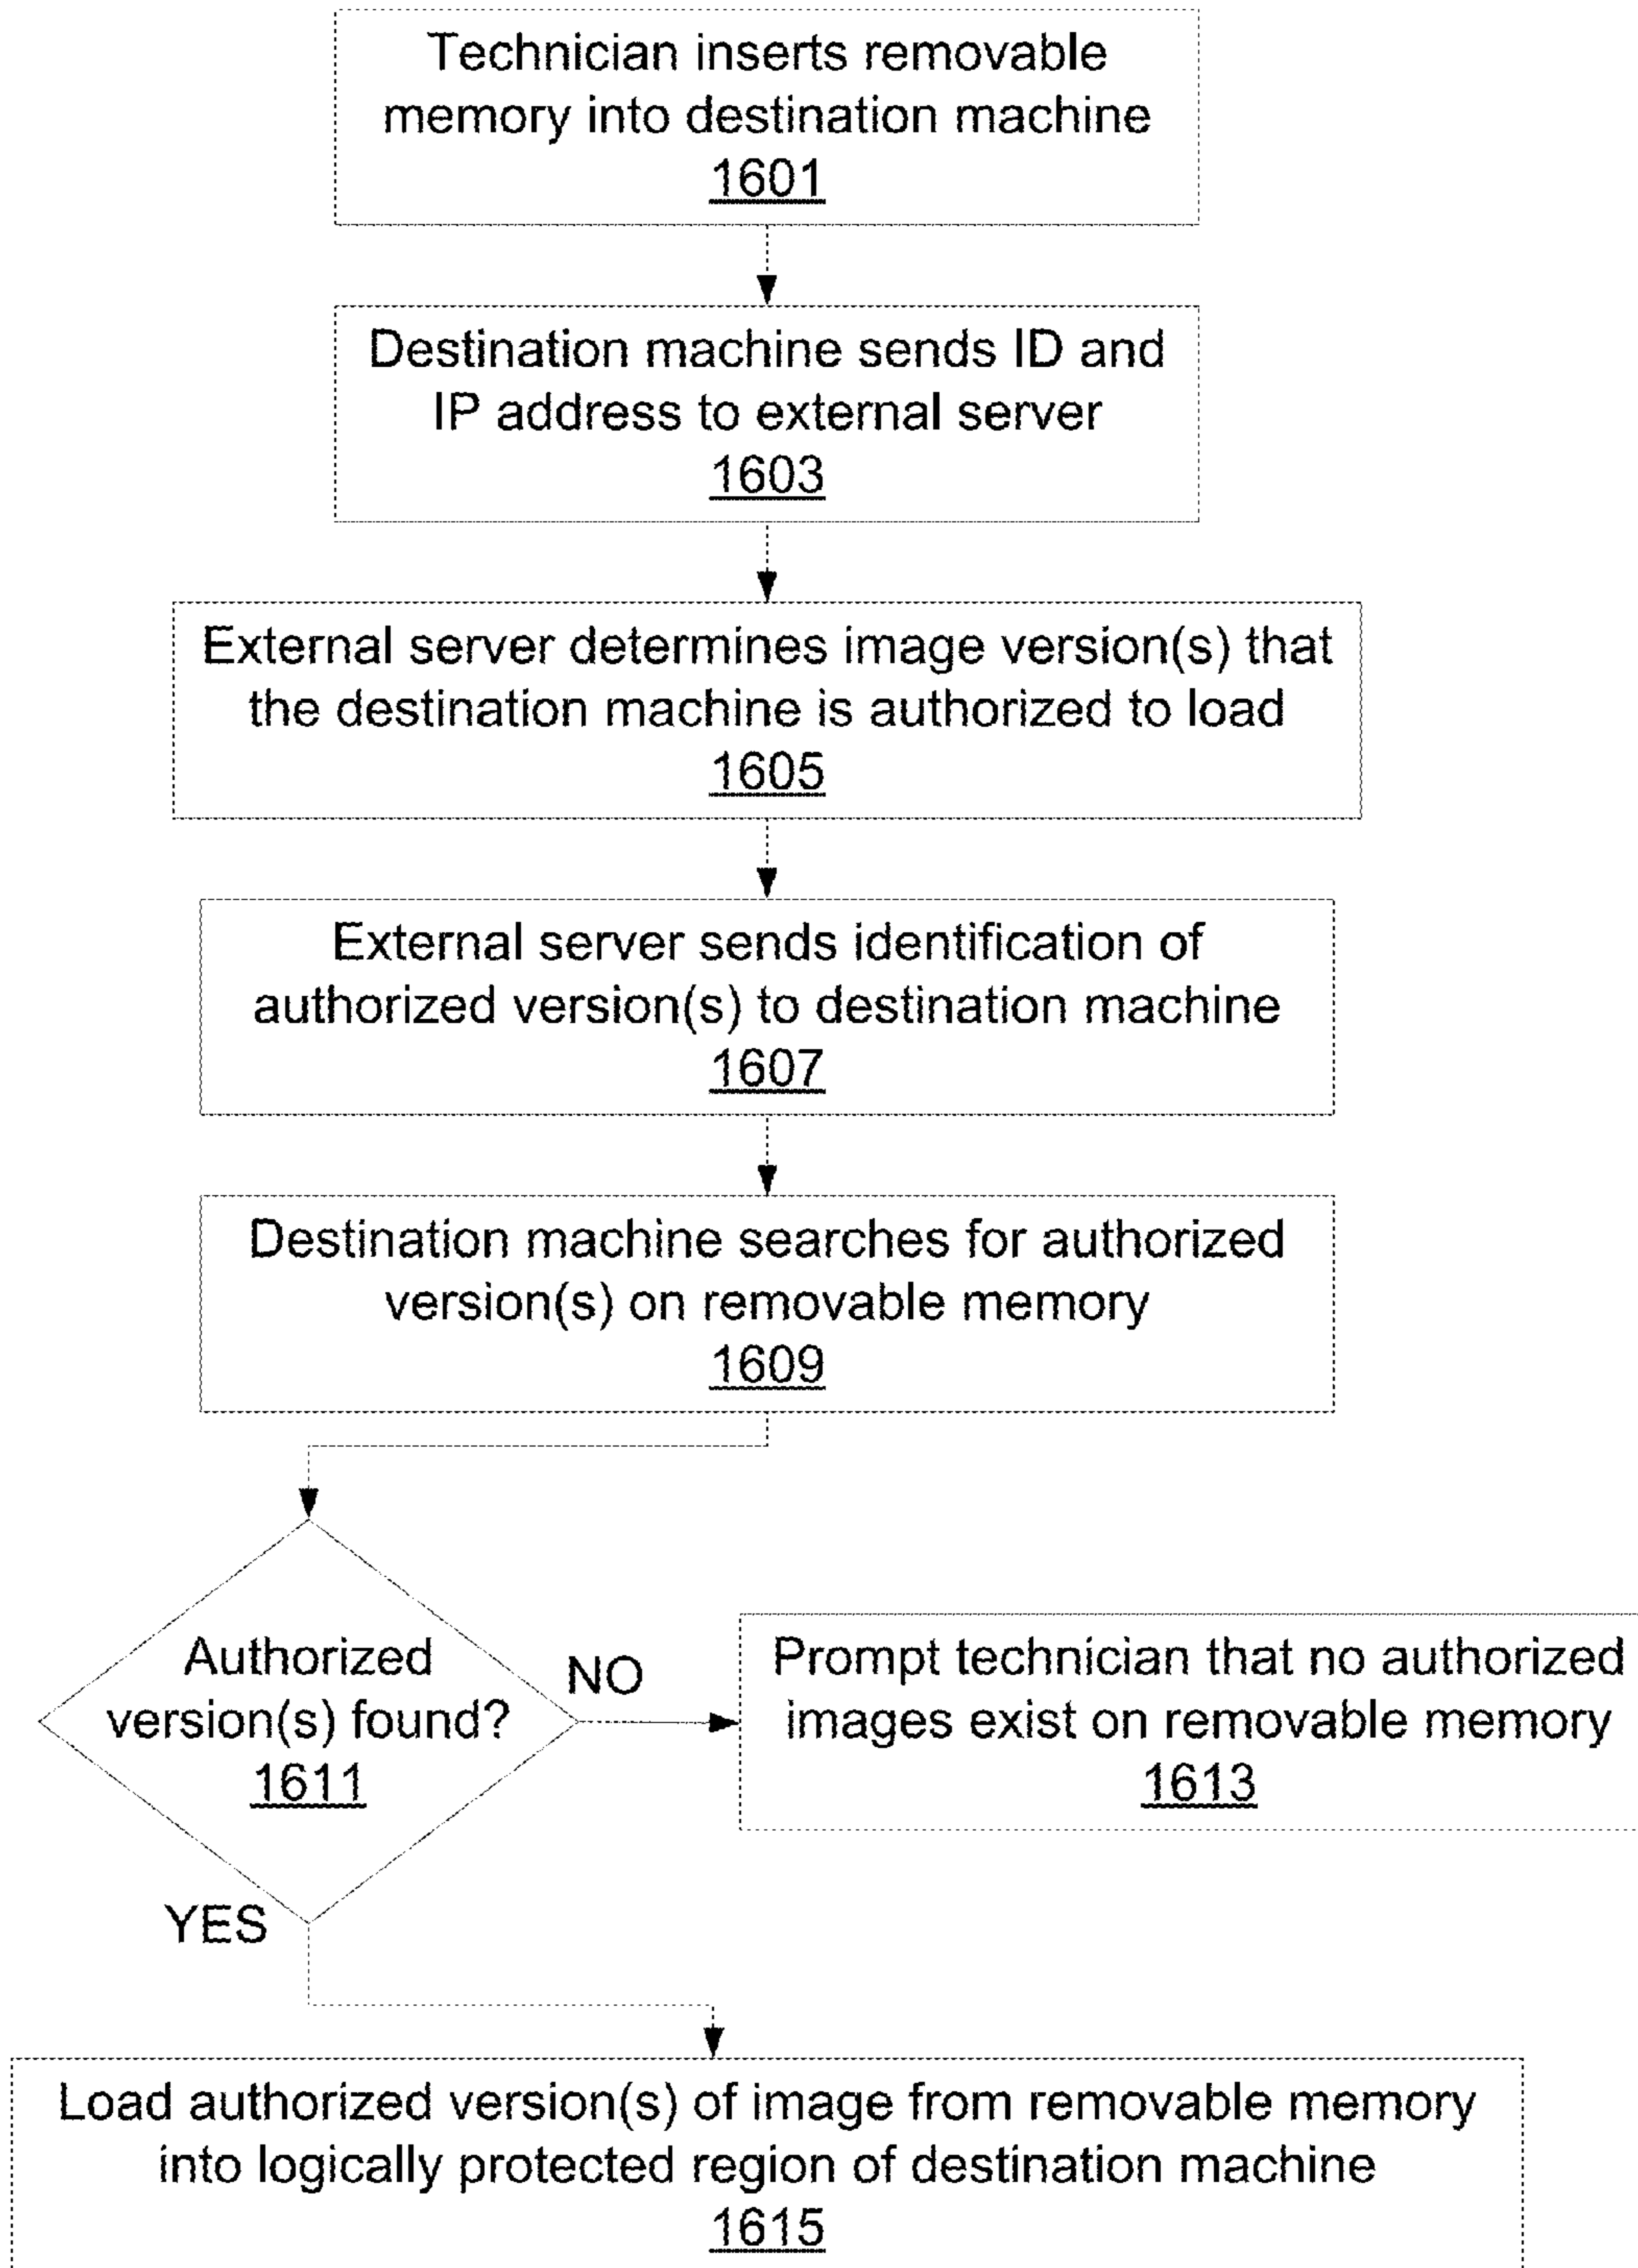 Technician inserts removable
memory into destination machine
1601
Destination machine sends ID and
IP address to external server
1603
External server determines image version(s) that
the destination machine is authorized to load
1605
External server sends identification of
authorized version(s) to destination machine
1607
Destination machine searches for authorized
version(s) on removable memory
1609
Authorized
version(s) found?
1611
NO
Prompt technician that no authorized
images exist on removable memory
1613
YES
Load authorized version(s) of image from removable memory
into logically protected region of destination machine
1615